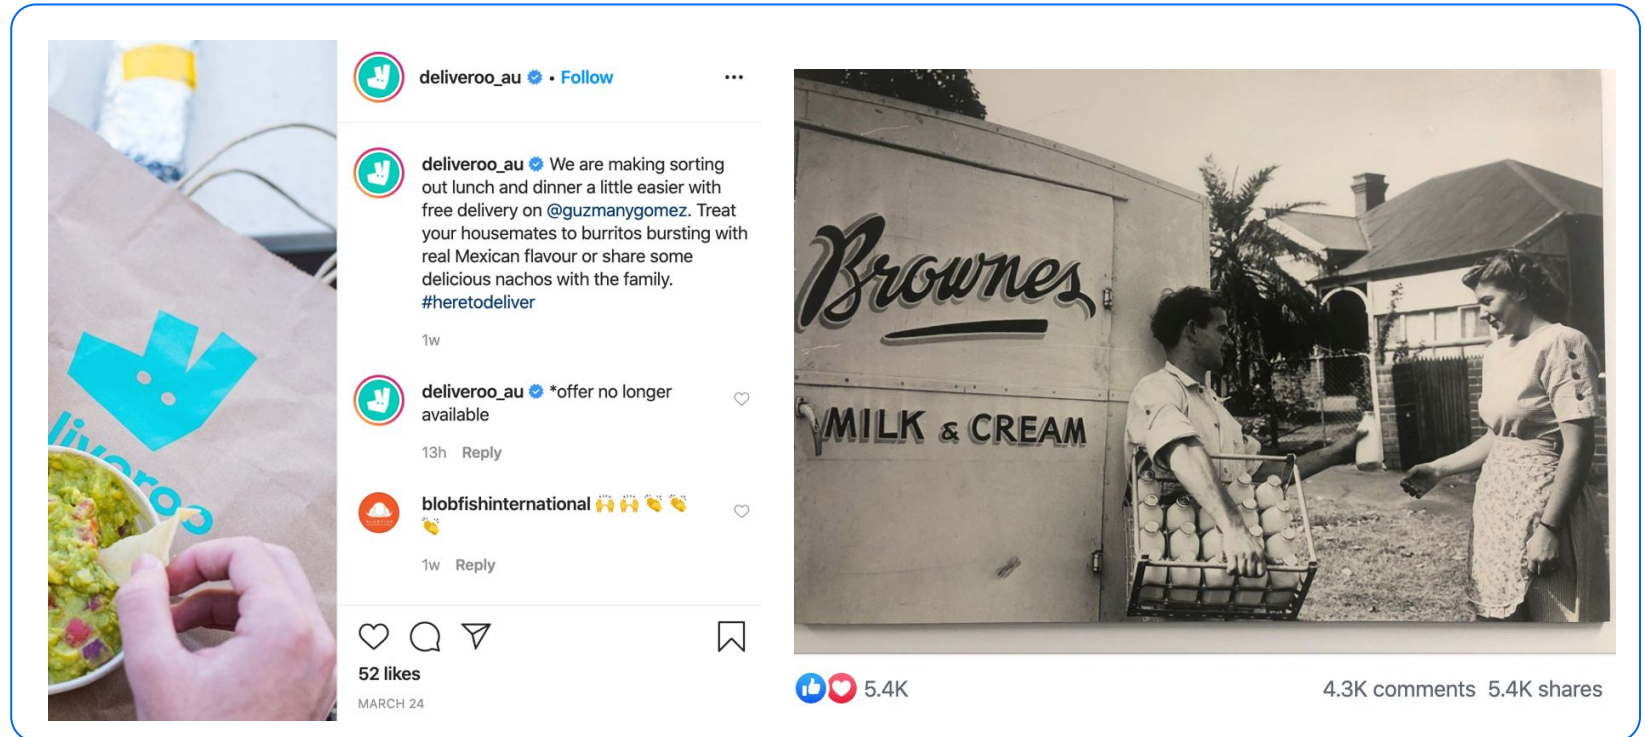 deliveroo_au • Follow
deliveroo_au We are making sorting
out lunch and dinner a little easier with
free delivery on @guzmanygomez. Treat
your housemates to burritos bursting with
real Mexican flavour or share some
delicious nachos with the family.
#heretodeliver
1w
deliveroo_au *offer no longer
available
13h Reply
blobfishinternational 🙌 🙌 👏 👏
👏
1w Reply
52 likes
MARCH 24
liveroo
Brownes
MILK & CREAM
5.4K
4.3K comments 5.4K shares